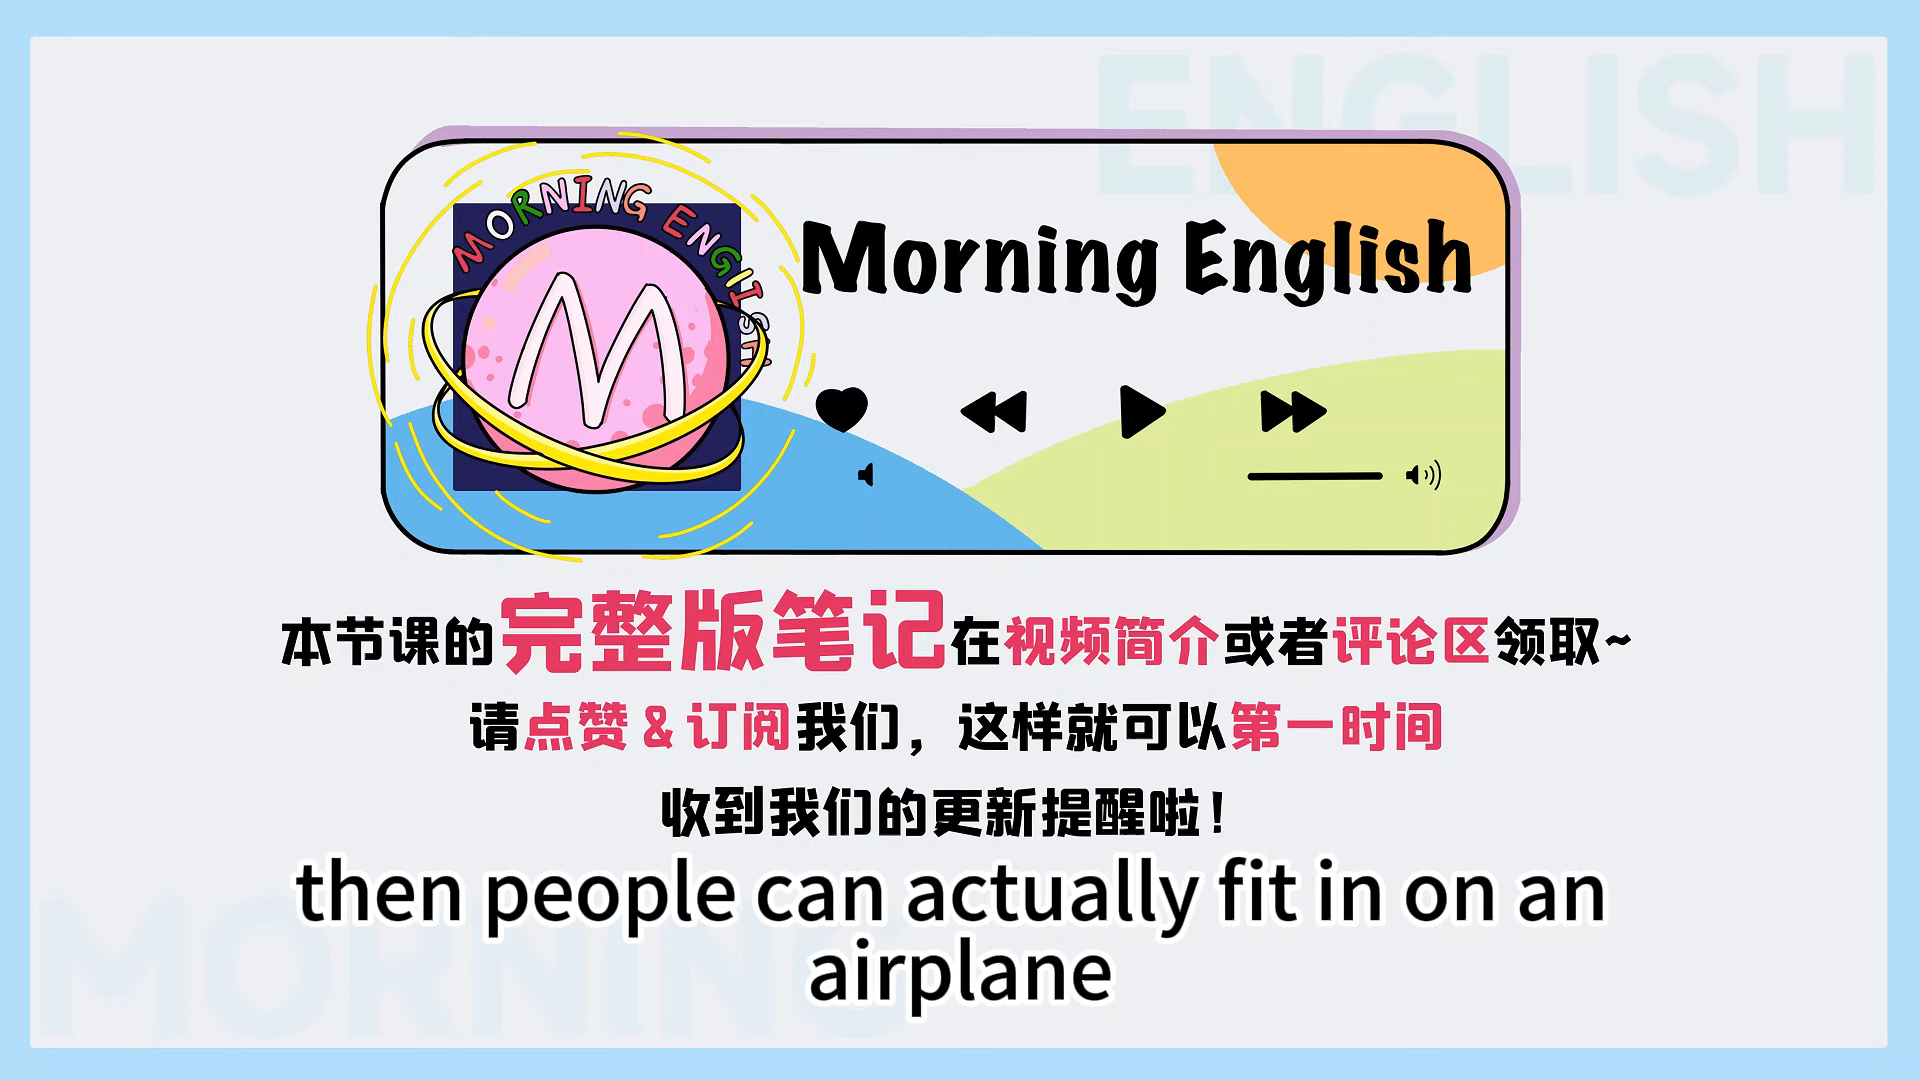 ENGLISH
MORNING ENGLISH
M
Morning English
本节课的完整版笔记在视频简介或者评论区领取~
请点赞&订阅我们，这样就可以第一时间
收到我们的更新提醒啦！
then people can actually fit in on an
airplane
MORNING